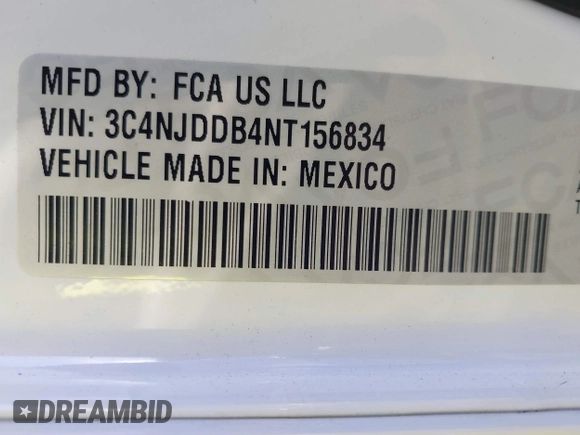 MFD BY: FCA US LLC
VIN: 3C4NJDDB4NT156834
VEHICLE MADE IN: MEXICO
DREAMBID